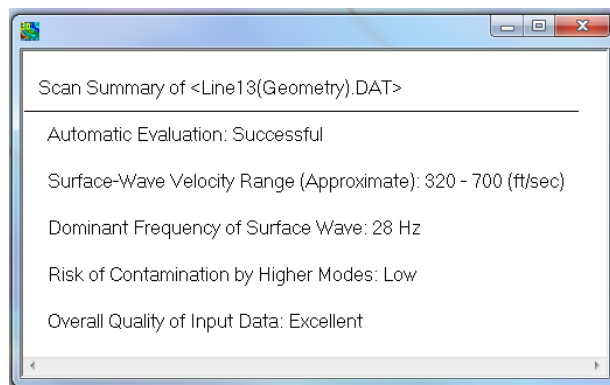 Scan Summary of <Line13(Geometry).DAT>
Automatic Evaluation: Successful
Surface-Wave Velocity Range (Approximate): 320 - 700 (ft/sec)
Dominant Frequency of Surface Wave: 28 Hz
Risk of Contamination by Higher Modes: Low
Overall Quality of Input Data: Excellent